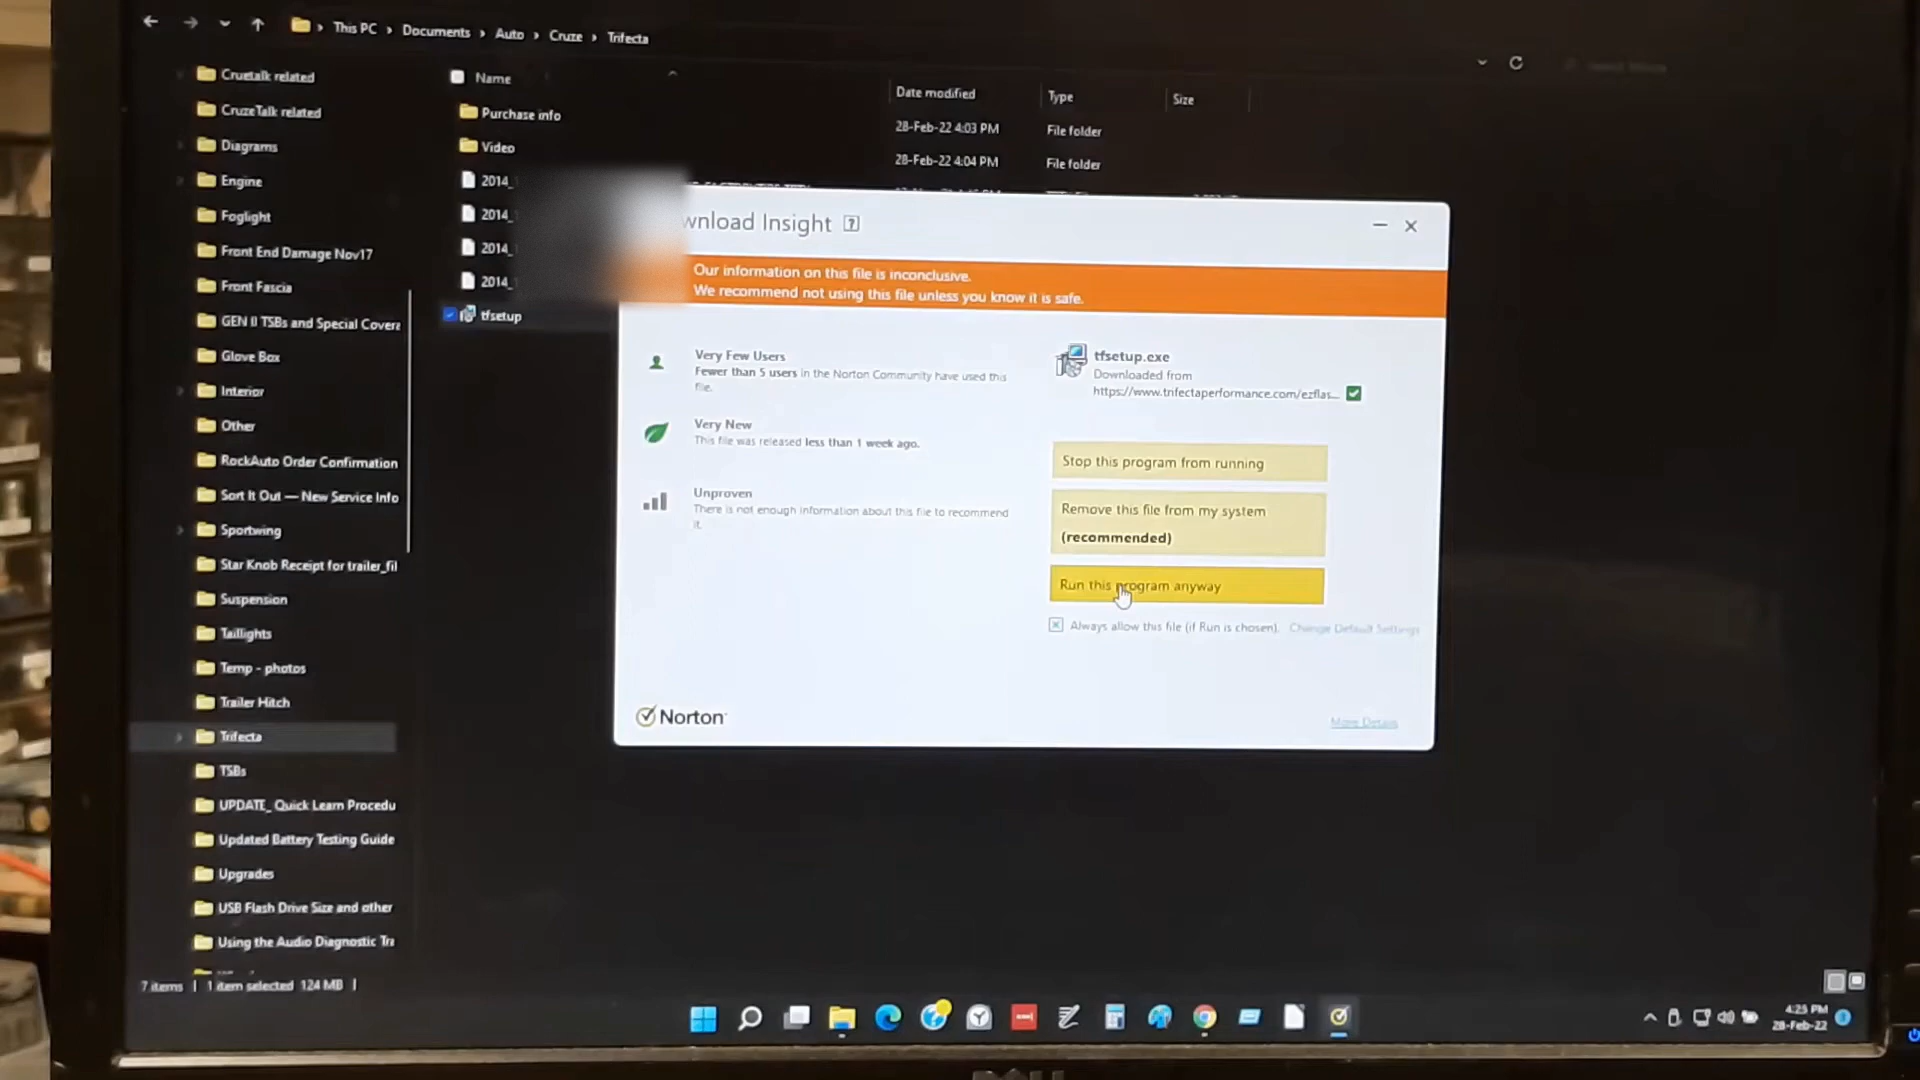 This PC > Documents > Auto > Cruze > Trifecta
Cruetalk related
CruzeTalk related
Diagrams
Engine
Foglight
Front End Damage Nov17
Front Fascia
GEN II TSBs and Special Covera
Glove Box
Interior
Other
RockAuto Order Confirmation
Sort It Out — New Service Info
Sportwing
Star Knob Receipt for trailer_fil
Suspension
Taillights
Temp - photos
Trailer Hitch
Trifecta
TSBs
UPDATE_ Quick Learn Procedu
Updated Battery Testing Guide
Upgrades
USB Flash Drive Size and other
Using the Audio Diagnostic Tra
Name
Date modified
Type
Size
Purchase info
28-Feb-22 4:03 PM
File folder
Video
28-Feb-22 4:04 PM
File folder
2014_
2014_
2014_
2014_
tfsetup
wnload Insight ?
Our information on this file is inconclusive.
We recommend not using this file unless you know it is safe.
Very Few Users
Fewer than 5 users in the Norton Community have used this
file.
Very New
This file was released less than 1 week ago.
Unproven
There is not enough information about this file to recommend
it.
tfsetup.exe
Downloaded from
https://www.trifectaperformance.com/ezflas...
Stop this program from running
Remove this file from my system
(recommended)
Run this program anyway
Always allow this file (if Run is chosen). Change Default Settings
Norton
More Details
7 items | 1 item selected 124 MB |
4:25 PM
28-Feb-22